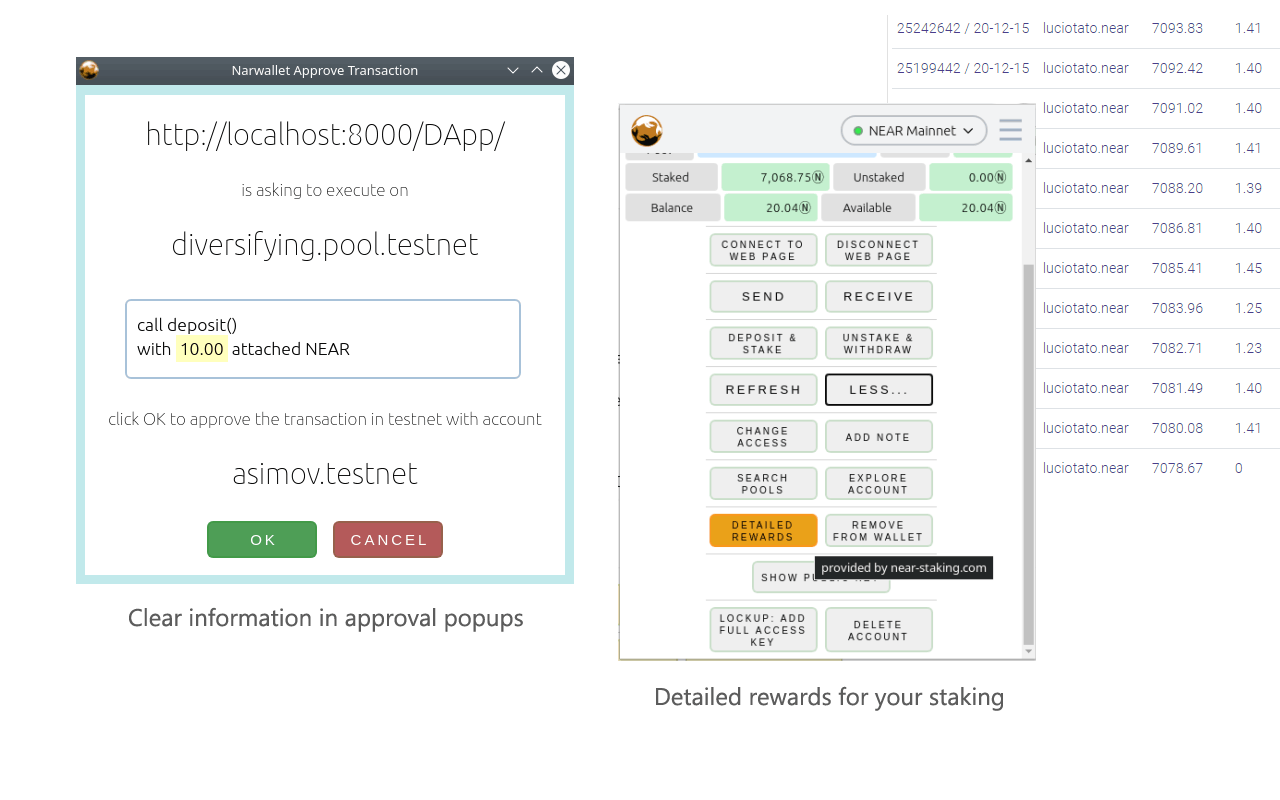 Narwallet Approve Transaction
http://localhost:8000/DApp/
is asking to execute on
diversifying.pool.testnet
call deposit()
with 10.00 attached NEAR
click OK to approve the transaction in testnet with account
asimov.testnet
OK CANCEL
Clear information in approval popups
NEAR Mainnet
Staked 7,068.75Ⓝ Unstaked 0.00Ⓝ
Balance 20.04Ⓝ Available 20.04Ⓝ
CONNECT TO
WEB PAGE
DISCONNECT
WEB PAGE
SEND RECEIVE
DEPOSIT &
STAKE
UNSTAKE &
WITHDRAW
REFRESH LESS...
CHANGE
ACCESS
ADD NOTE
SEARCH
POOLS
EXPLORE
ACCOUNT
DETAILED
REWARDS
REMOVE
FROM WALLET
provided by near-staking.com
SHOW
LOCKUP: ADD
FULL ACCESS
KEY
DELETE
ACCOUNT
Detailed rewards for your staking
25242642 / 20-12-15 luciotato.near 7093.83 1.41
25199442 / 20-12-15 luciotato.near 7092.42 1.40
luciotato.near 7091.02 1.40
luciotato.near 7089.61 1.41
luciotato.near 7088.20 1.39
luciotato.near 7086.81 1.40
luciotato.near 7085.41 1.45
luciotato.near 7083.96 1.25
luciotato.near 7082.71 1.23
luciotato.near 7081.49 1.40
luciotato.near 7080.08 1.41
luciotato.near 7078.67 0